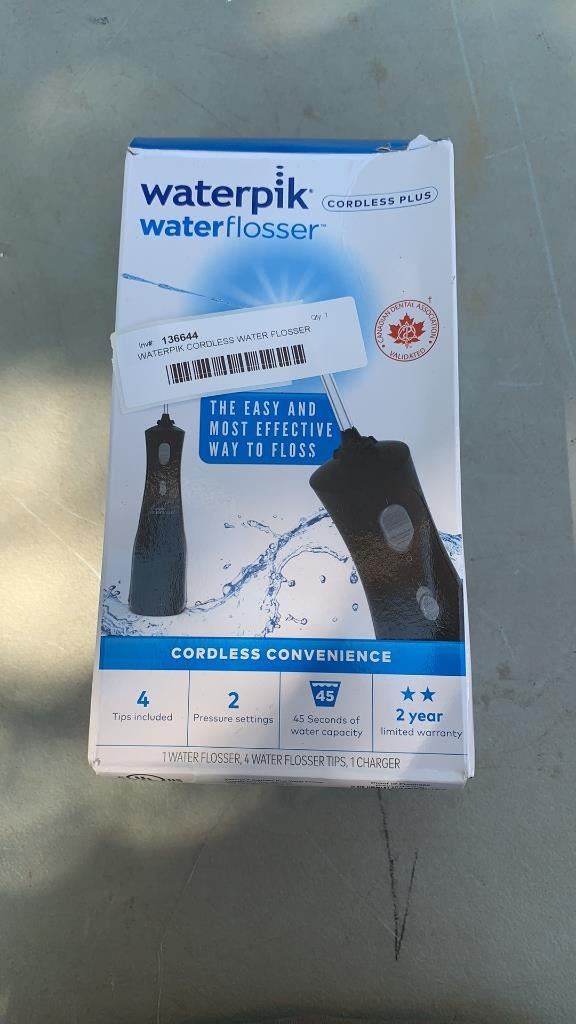 waterpik®
CORDLESS PLUS
waterflosser™
Inv#: 136644
Qty: 1
WATERPIK CORDLESS WATER FLOSSER
CANADIAN DENTAL ASSOCIATION
VALIDATED
THE EASY AND
MOST EFFECTIVE
WAY TO FLOSS
CORDLESS CONVENIENCE
4
Tips included
2
Pressure settings
45
45 Seconds of
water capacity
2 year
limited warranty
1 WATER FLOSSER, 4 WATER FLOSSER TIPS, 1 CHARGER